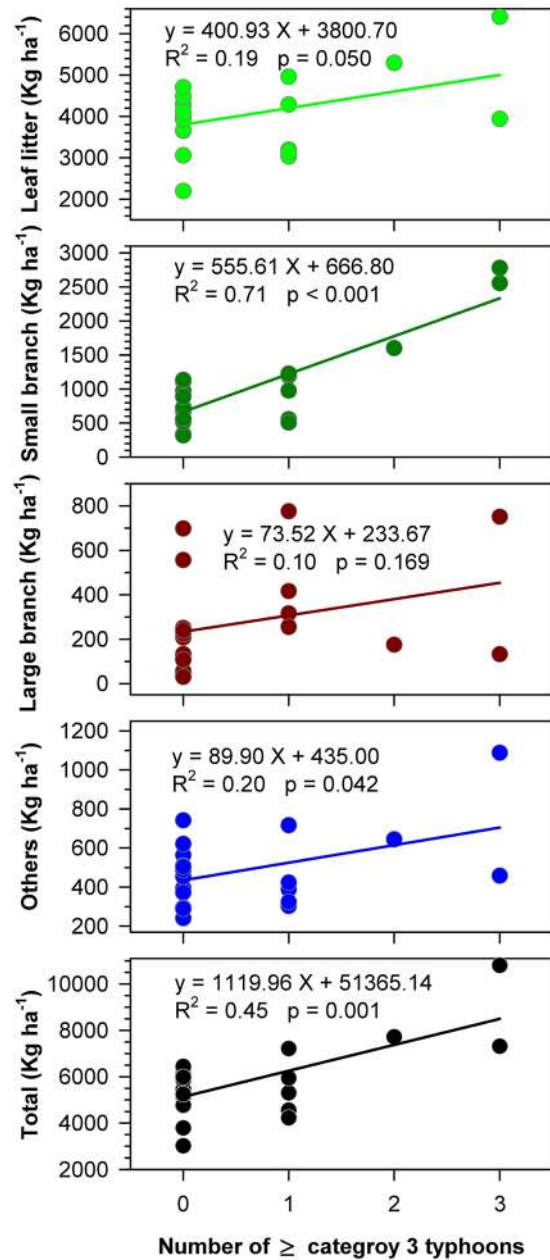 y = 400.93 X + 3800.70
R² = 0.19 p = 0.050
Leaf litter (Kg ha⁻¹)
6000
5000
4000
3000
2000
y = 555.61 X + 666.80
R² = 0.71 p < 0.001
Small branch (Kg ha⁻¹)
3000
2500
2000
1500
1000
500
0
y = 73.52 X + 233.67
R² = 0.10 p = 0.169
Large branch (Kg ha⁻¹)
800
600
400
200
0
y = 89.90 X + 435.00
R² = 0.20 p = 0.042
Others (Kg ha⁻¹)
1200
1000
800
600
400
200
y = 1119.96 X + 51365.14
R² = 0.45 p = 0.001
Total (Kg ha⁻¹)
10000
8000
6000
4000
2000
0 1 2 3
Number of ≥ categroy 3 typhoons